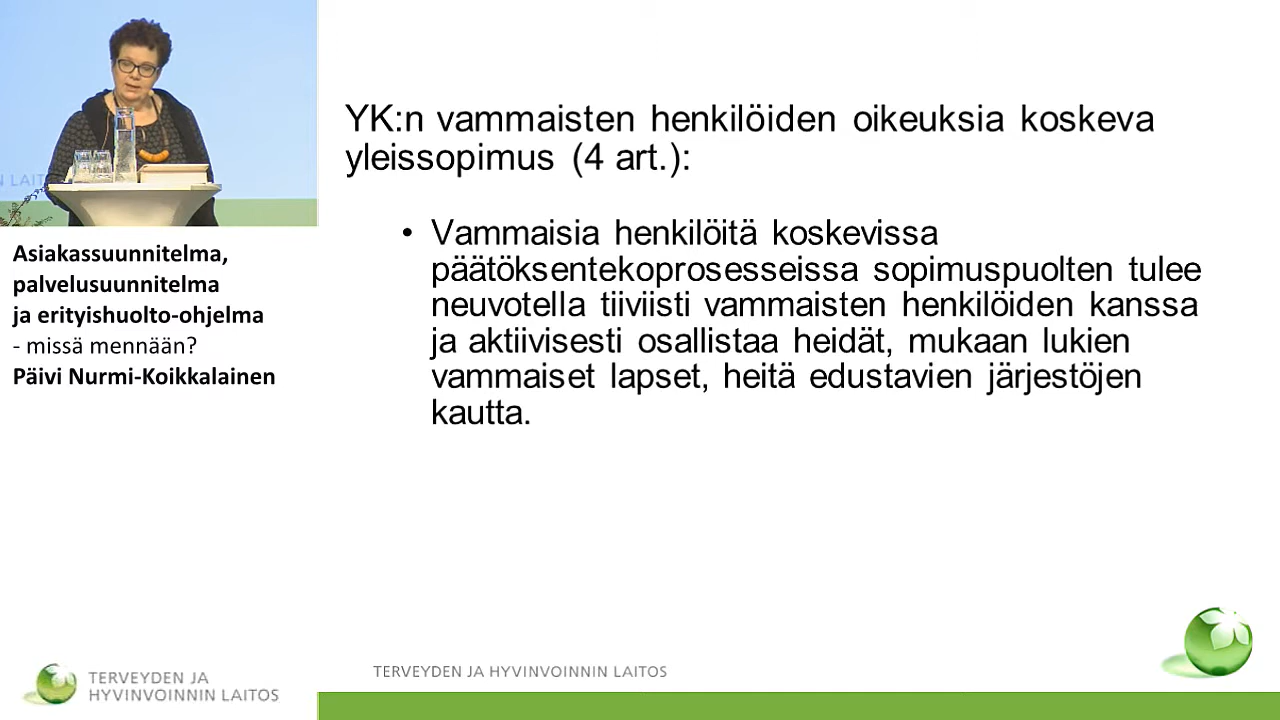 N LAIT
Asiakassuunnitelma,
palvelusuunnitelma
ja erityishuolto-ohjelma
- missä mennään?
Päivi Nurmi-Koikkalainen
YK:n vammaisten henkilöiden oikeuksia koskeva
yleissopimus (4 art.):
• Vammaisia henkilöitä koskevissa
päätöksentekoprosesseissa sopimuspuolten tulee
neuvotella tiiviisti vammaisten henkilöiden kanssa
ja aktiivisesti osallistaa heidät, mukaan lukien
vammaiset lapset, heitä edustavien järjestöjen
kautta.
TERVEYDEN JA
HYVINVOINNIN LAITOS
TERVEYDEN JA HYVINVOINNIN LAITOS